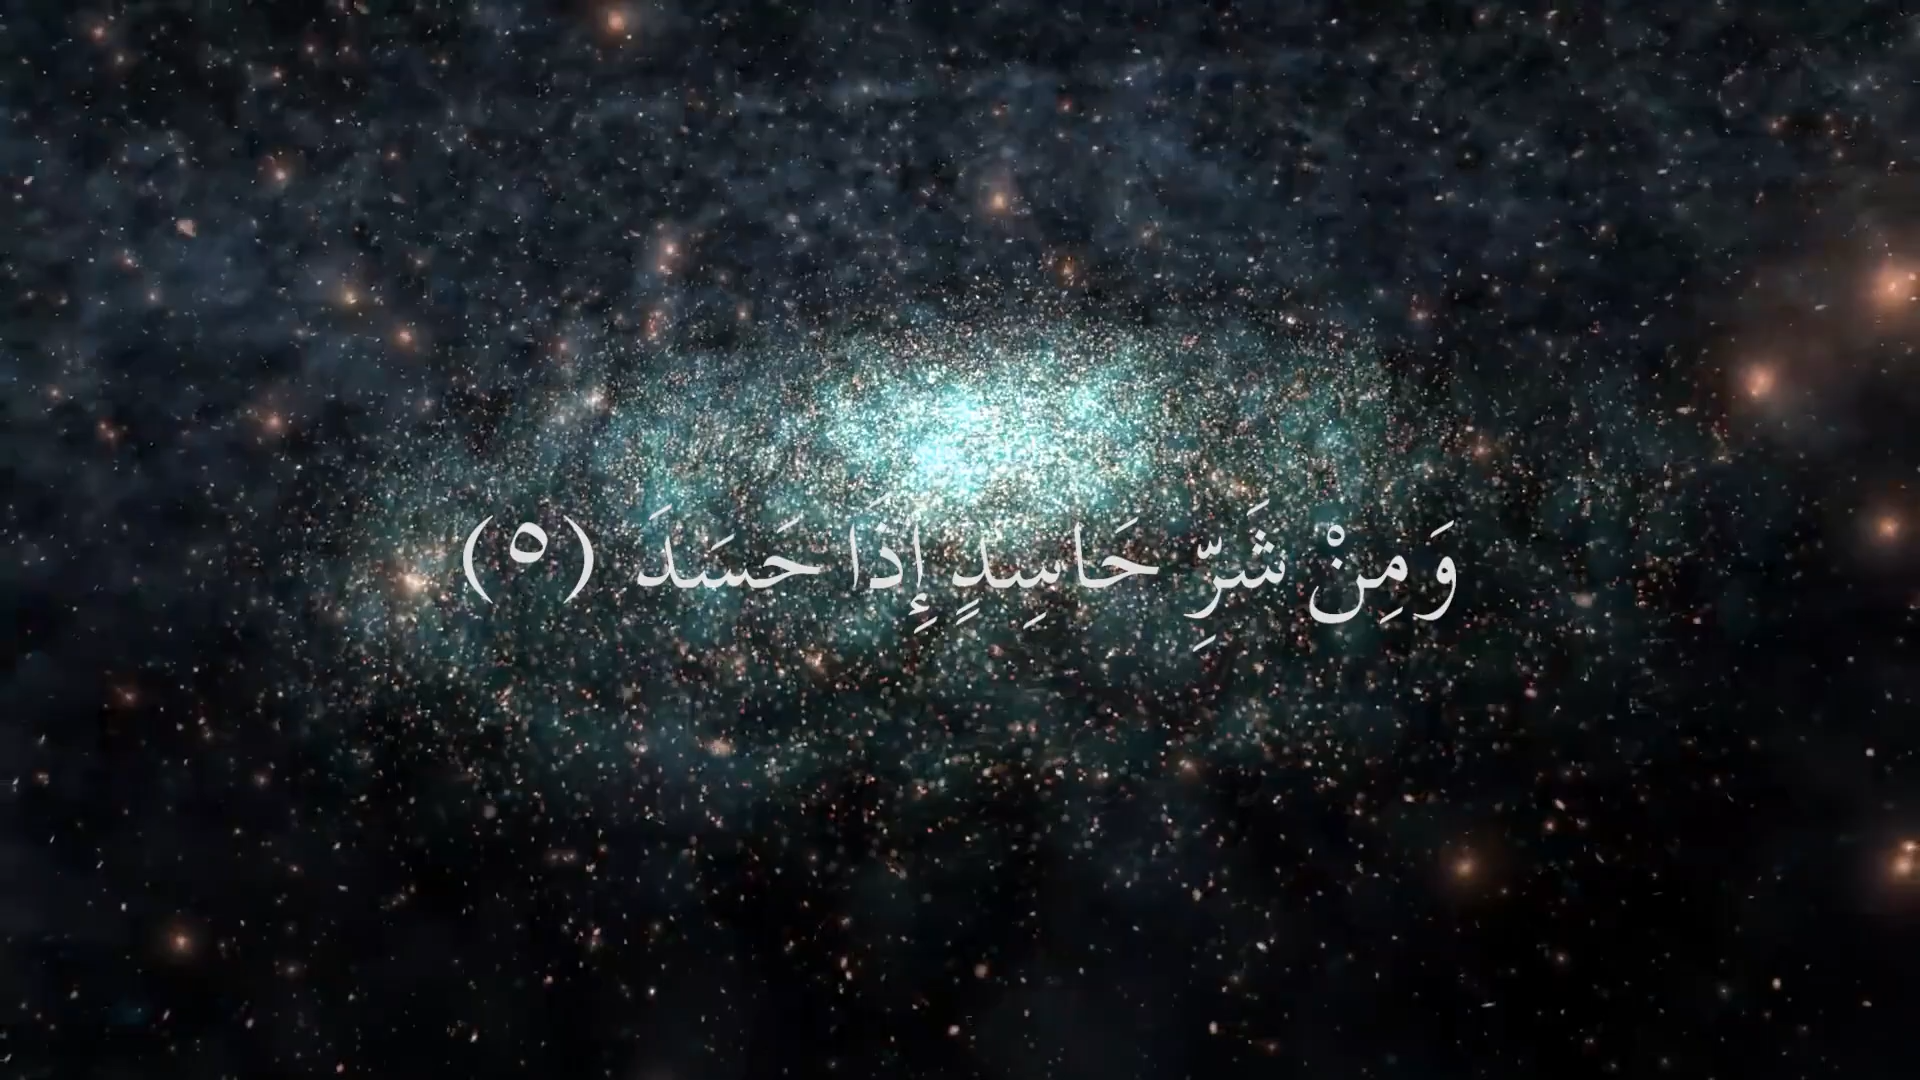 وَمِنْ شَرِّ حَاسِدٍ إِذَا حَسَدَ (٥)